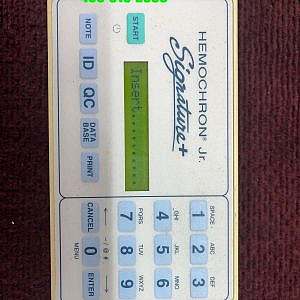 HEMOCHRON® Jr.
Signature+
Insert...........
START
NOTE
ID
QC
DATA
BASE
PRINT
SPACE
1
ABC
2
DEF
3
.GHI
4
JKL
5
MNO
6
PQRS
7
TUV
8
WXYZ
9
CANCEL
0
ENTER
MENU